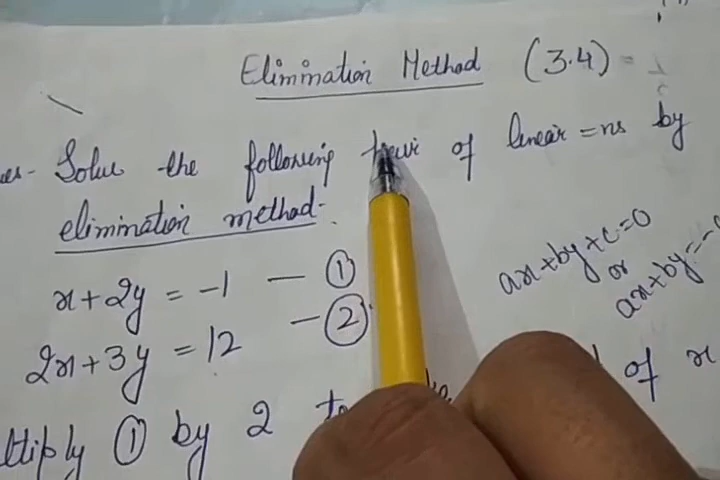 Elimination Method (3.4) =
Solve the following pair of linear =ns by
elimination method.
x + 2y = -1 — ①
2x + 3y = 12 — ②
ax+by+c=0
or
ax+by=-c
by 2 to
of x